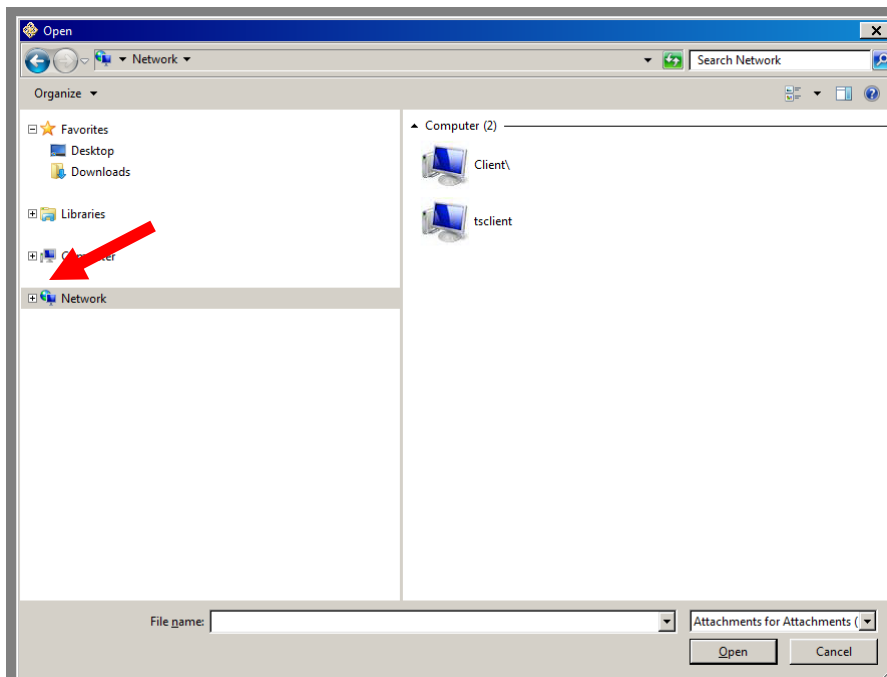 Open
Network
Search Network
Organize
Favorites
Desktop
Downloads
Libraries
Network
Computer (2)
Client\
tsclient
File name:
Attachments for Attachments (
Open
Cancel